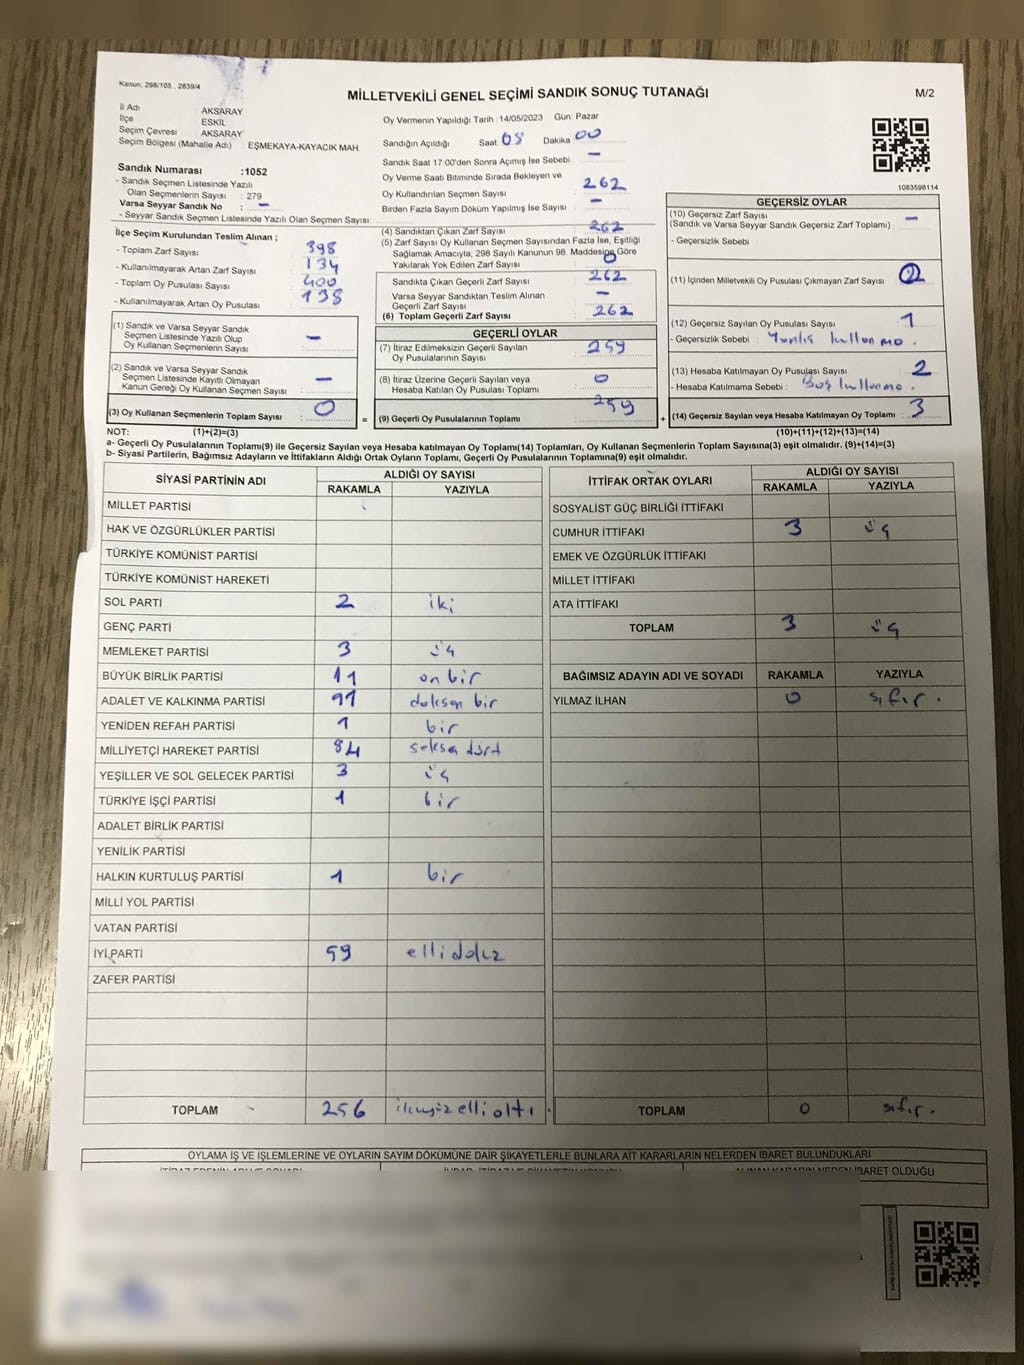 Kanun, 298/105 , 2839/4
MİLLETVEKİLİ GENEL SEÇİMİ SANDIK SONUÇ TUTANAĞI
M/2
İl Adı AKSARAY
İlçe ESKİL
Seçim Çevresi AKSARAY
Seçim Bölgesi (Mahalle Adı) : EŞMEKAYA-KAYACIK MAH.
Sandık Numarası :1052
- Sandık Seçmen Listesinde Yazılı
Olan Seçmenlerin Sayısı : 279
Varsa Seyyar Sandık No : -
- Seyyar Sandık Seçmen Listesinde Yazılı Olan Seçmen Sayısı:
İlçe Seçim Kurulundan Teslim Alınan ;
- Toplam Zarf Sayısı : 398
- Kullanılmayarak Artan Zarf Sayısı : 134
- Toplam Oy Pusulası Sayısı : 400
- Kullanılmayarak Artan Oy Pusulası : 138
(1) Sandık ve Varsa Seyyar Sandık
Seçmen Listesinde Yazılı Olup
Oy Kullanan Seçmenlerin Sayısı : -
(2) Sandık ve Varsa Seyyar Sandık
Seçmen Listesinde Kayıtlı Olmayan
Kanun Gereği Oy Kullanan Seçmen Sayısı : -
(3) Oy Kullanan Seçmenlerin Toplam Sayısı : 0
Oy Vermenin Yapıldığı Tarih :14/05/2023 Gün: Pazar
Sandığın Açıldığı Saat: 08 Dakika : 00
Sandık Saat 17 00'den Sonra Açımış İse Sebebi : -
Oy Verme Saati Bitiminde Sırada Bekleyen ve
Oy Kullandırılan Seçmen Sayısı : 262
Birden Fazla Sayım Döküm Yapılmış İse Sayısı : -
(4) Sandıktan Çıkan Zarf Sayısı : 262
(5) Zarf Sayısı Oy Kullanan Seçmen Sayısından Fazla İse, Eşitliği
Sağlamak Amacıyla, 298 Sayılı Kanunun 98. Maddesine Göre
Yakılarak Yok Edilen Zarf Sayısı : 0
Sandıkta Çıkan Geçerli Zarf Sayısı : 262
Varsa Seyyar Sandıktan Teslim Alınan
Geçerli Zarf Sayısı : -
(6) Toplam Geçerli Zarf Sayısı : 262
GEÇERLİ OYLAR
(7) İtiraz Edilmeksizin Geçerli Sayılan
Oy Pusulalarının Sayısı : 259
(8) İtiraz Üzerine Geçerli Sayılan veya
Hesaba Katılan Oy Pusulası Toplamı : 0
= (9) Geçerli Oy Pusulalarının Toplamı : 259
1083598114
GEÇERSİZ OYLAR
(10) Geçersiz Zarf Sayısı : -
(Sandık ve Varsa Seyyar Sandık Geçersiz Zarf Toplamı)
- Geçersizlik Sebebi :
(11) İçinden Milletvekili Oy Pusulası Çıkmayan Zarf Sayısı :
(12) Geçersiz Sayılan Oy Pusulası Sayısı : 1
- Geçersizlik Sebebi : Yanlış kullanma.
(13) Hesaba Katılmayan Oy Pusulası Sayısı : 2
- Hesaba Katılmama Sebebi : Boş kullanma.
+ (14) Geçersiz Sayılan veya Hesaba Katılmayan Oy Toplamı : 3
NOT: (1)+(2)=(3) (10)+(11)+(12)+(13)=(14)
a- Geçerli Oy Pusulalarının Toplamı(9) ile Geçersiz Sayılan veya Hesaba katılmayan Oy Toplamı(14) Toplamları, Oy Kullanan Seçmenlerin Toplam Sayısına(3) eşit olmalıdır. (9)+(14)=(3)
b- Siyasi Partilerin, Bağımsız Adayların ve İttifakların Aldığı Ortak Oyların Toplamı, Geçerli Oy Pusulalarının Toplamına(9) eşit olmalıdır.
SİYASİ PARTİNİN ADI ALDIĞI OY SAYISI
RAKAMLA YAZIYLA
MİLLET PARTİSİ
HAK VE ÖZGÜRLÜKLER PARTİSİ
TÜRKİYE KOMÜNİST PARTİSİ
TÜRKİYE KOMÜNİST HAREKETİ
SOL PARTİ 2 iki
GENÇ PARTİ
MEMLEKET PARTİSİ 3 üç
BÜYÜK BİRLİK PARTİSİ 11 on bir
ADALET VE KALKINMA PARTİSİ 91 doksan bir
YENİDEN REFAH PARTİSİ 1 bir
MİLLİYETÇİ HAREKET PARTİSİ 84 seksa dört
YEŞİLLER VE SOL GELECEK PARTİSİ 3 üç
TÜRKİYE İŞÇİ PARTİSİ 1 bir
ADALET BİRLİK PARTİSİ
YENİLİK PARTİSİ
HALKIN KURTULUŞ PARTİSİ 1 bir
MİLLİ YOL PARTİSİ
VATAN PARTİSİ
İYİ PARTİ 59
ZAFER PARTİSİ
TOPLAM 256
İTTİFAK ORTAK OYLARI ALDIĞI OY SAYISI
RAKAMLA YAZIYLA
SOSYALİST GÜÇ BİRLİĞİ İTTİFAKI
CUMHUR İTTİFAKI 3 üç
EMEK VE ÖZGÜRLÜK İTTİFAKI
MİLLET İTTİFAKI
ATA İTTİFAKI
TOPLAM 3 üç
BAĞIMSIZ ADAYIN ADI VE SOYADI RAKAMLA YAZIYLA
YILMAZ İLHAN 0 sıfır.
TOPLAM 0 sıfır.
OYLAMA İŞ VE İŞLEMLERİNE VE OYLARIN SAYIM DÖKÜMÜNE DAİR ŞİKAYETLERLE BUNLARA AİT KARARLARIN NELERDEN İBARET BULUNDUKLARI
İBARET OLDUĞU